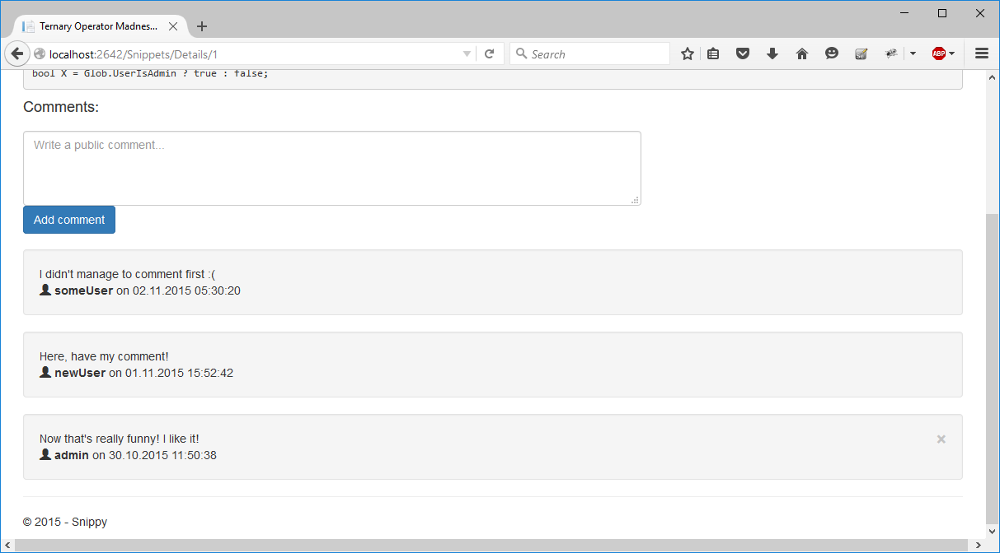 Ternary Operator Madnes...
localhost:2642/Snippets/Details/1
Search
ABP
bool X = Glob.UserIsAdmin ? true : false;
Comments:
Write a public comment...
Add comment
I didn't manage to comment first :(
someUser on 02.11.2015 05:30:20
Here, have my comment!
newUser on 01.11.2015 15:52:42
Now that's really funny! I like it!
admin on 30.10.2015 11:50:38
© 2015 - Snippy